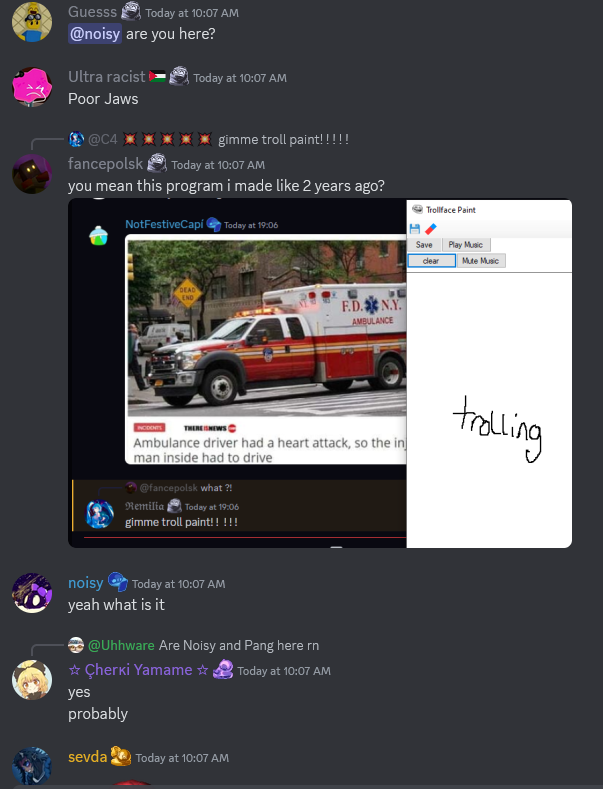 Guesss Today at 10:07 AM
@noisy are you here?
Ultra racist Today at 10:07 AM
Poor Jaws
@C4 gimme troll paint!!!!!
fancepolsk Today at 10:07 AM
you mean this program i made like 2 years ago?
NotFestiveCapi Today at 19:06
DEAD END
F.D. N.Y.
AMBULANCE
INCIDENTS THEREISNEWS
Ambulance driver had a heart attack, so the inj
man inside had to drive
@fancepolsk what ?!
Remilia Today at 19:06
gimme troll paint!! !!!
Trollface Paint
Save Play Music
clear Mute Music
trolling
noisy Today at 10:07 AM
yeah what is it
@Uhhware Are Noisy and Pang here rn
☆ Çherкi Yamame ☆ Today at 10:07 AM
yes
probably
sevda Today at 10:07 AM